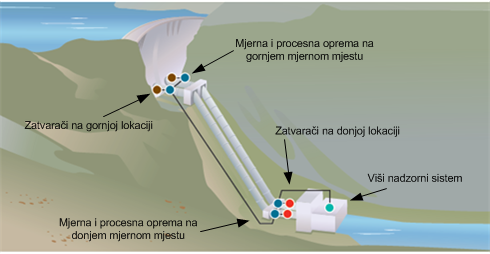 Mjerna i procesna oprema na
gornjem mjernom mjestu
Zatvarači na gornjoj lokaciji
Zatvarači na donjoj lokaciji
Viši nadzorni sistem
Mjerna i procesna oprema na
donjem mjernom mjestu